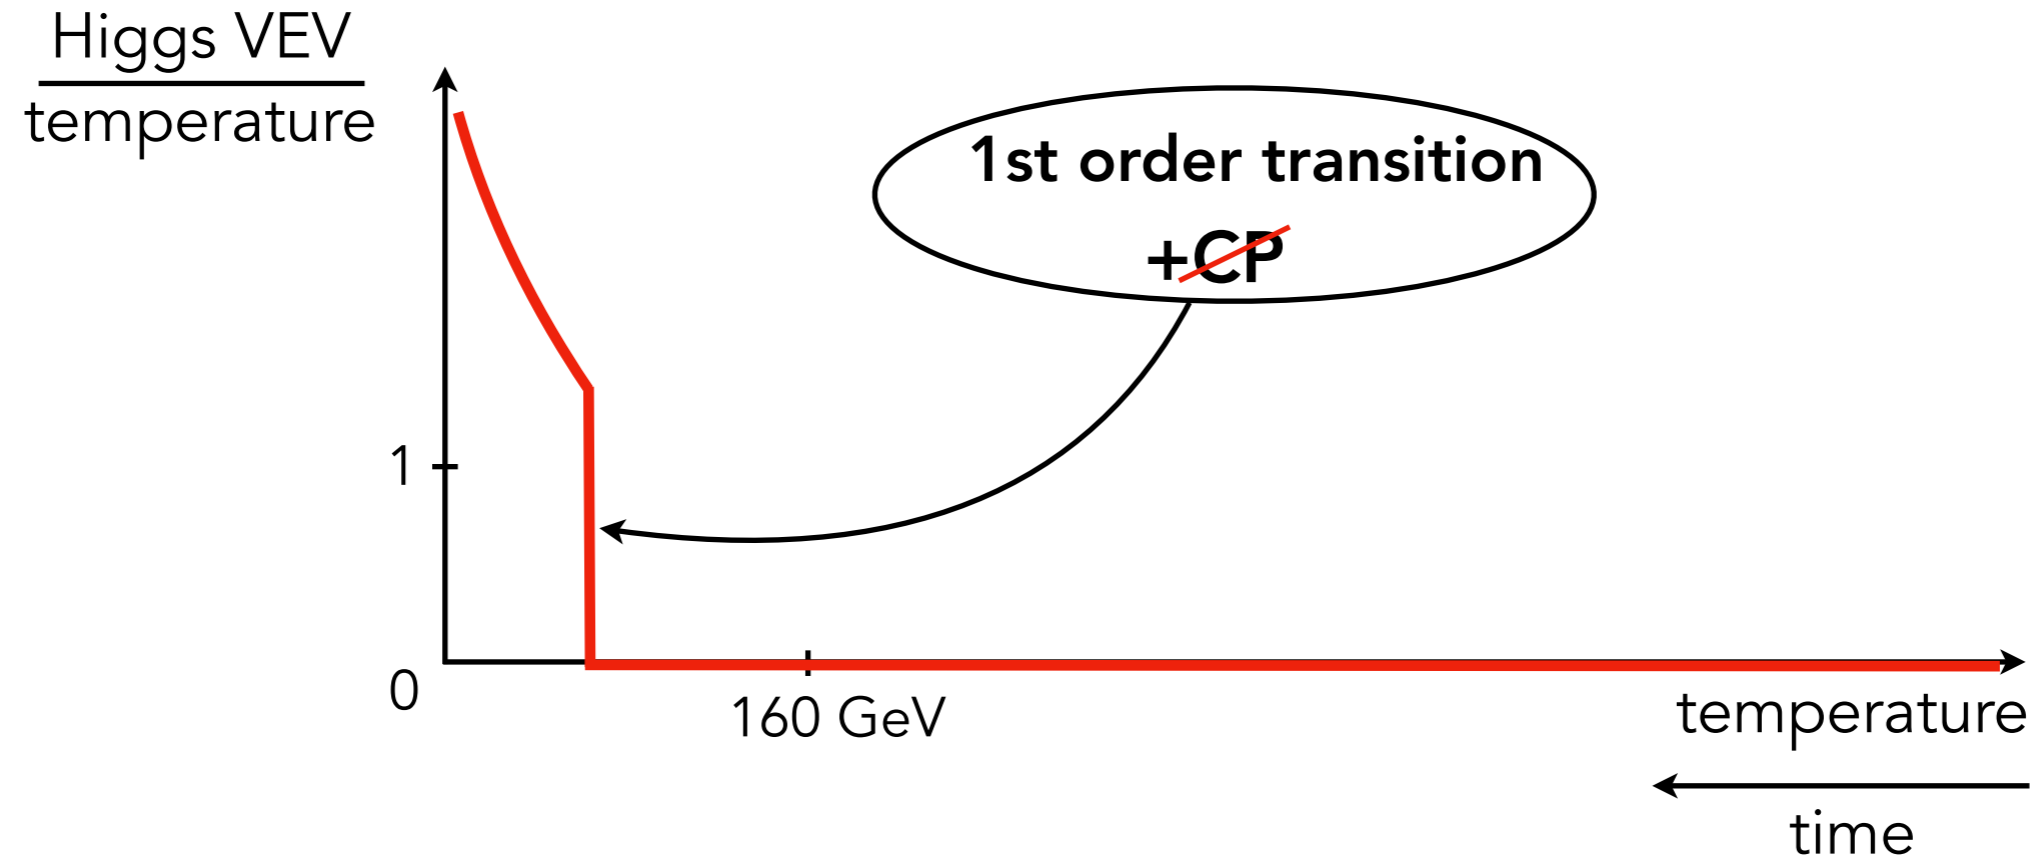 Higgs VEV
temperature
1st order transition
+CP
1
0
160 GeV
temperature
time